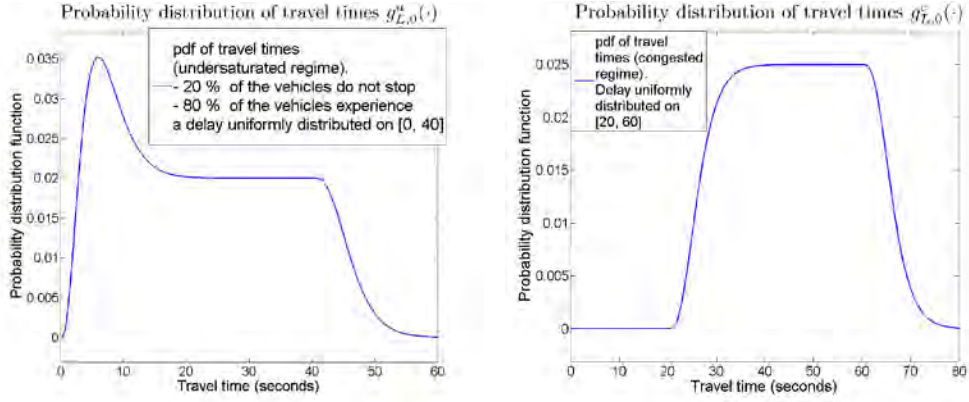 Probability distribution of travel times g^u_{L,0}(·)
Probability distribution function
0.035
0.03
0.025
0.02
0.015
0.01
0.005
0
pdf of travel times
(undersaturated regime).
- 20 % of the vehicles do not stop
- 80 % of the vehicles experience
a delay uniformly distributed on [0, 40]
0 10 20 30 40 50 60
Travel time (seconds)
Probability distribution of travel times g^c_{L,0}(·)
Probability distribution function
0.025
0.02
0.015
0.01
0.005
0
pdf of travel
times (congested
regime).
Delay uniformly
distributed on
[20, 60]
0 10 20 30 40 50 60 70 80
Travel time (seconds)